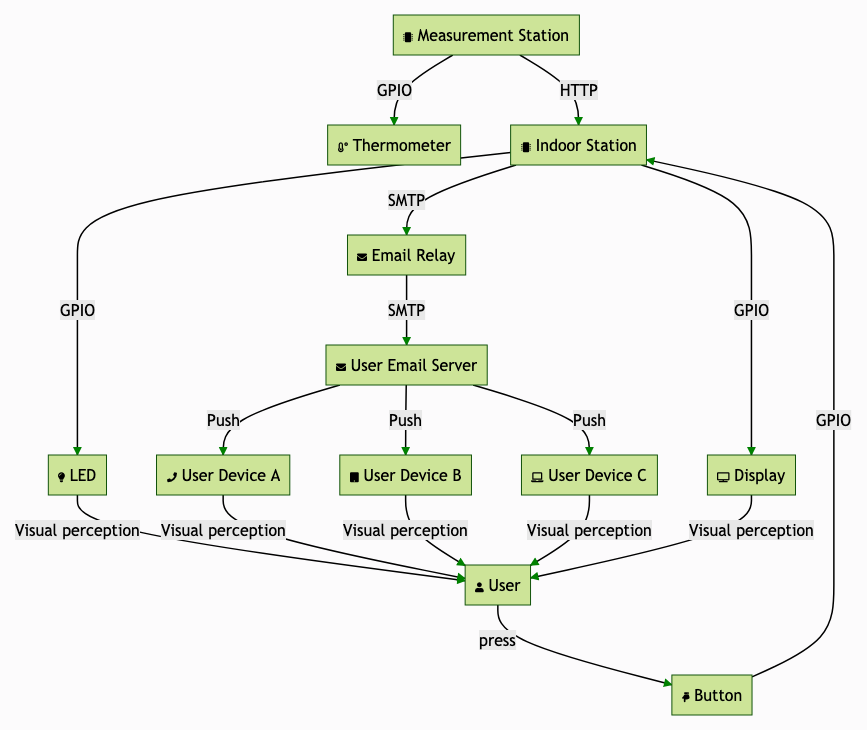 Measurement Station
GPIO
HTTP
Thermometer
Indoor Station
SMTP
Email Relay
GPIO
SMTP
GPIO
User Email Server
Push
Push
Push
GPIO
LED
User Device A
User Device B
User Device C
Display
Visual perception
Visual perception
Visual perception
Visual perception
Visual perception
User
press
Button